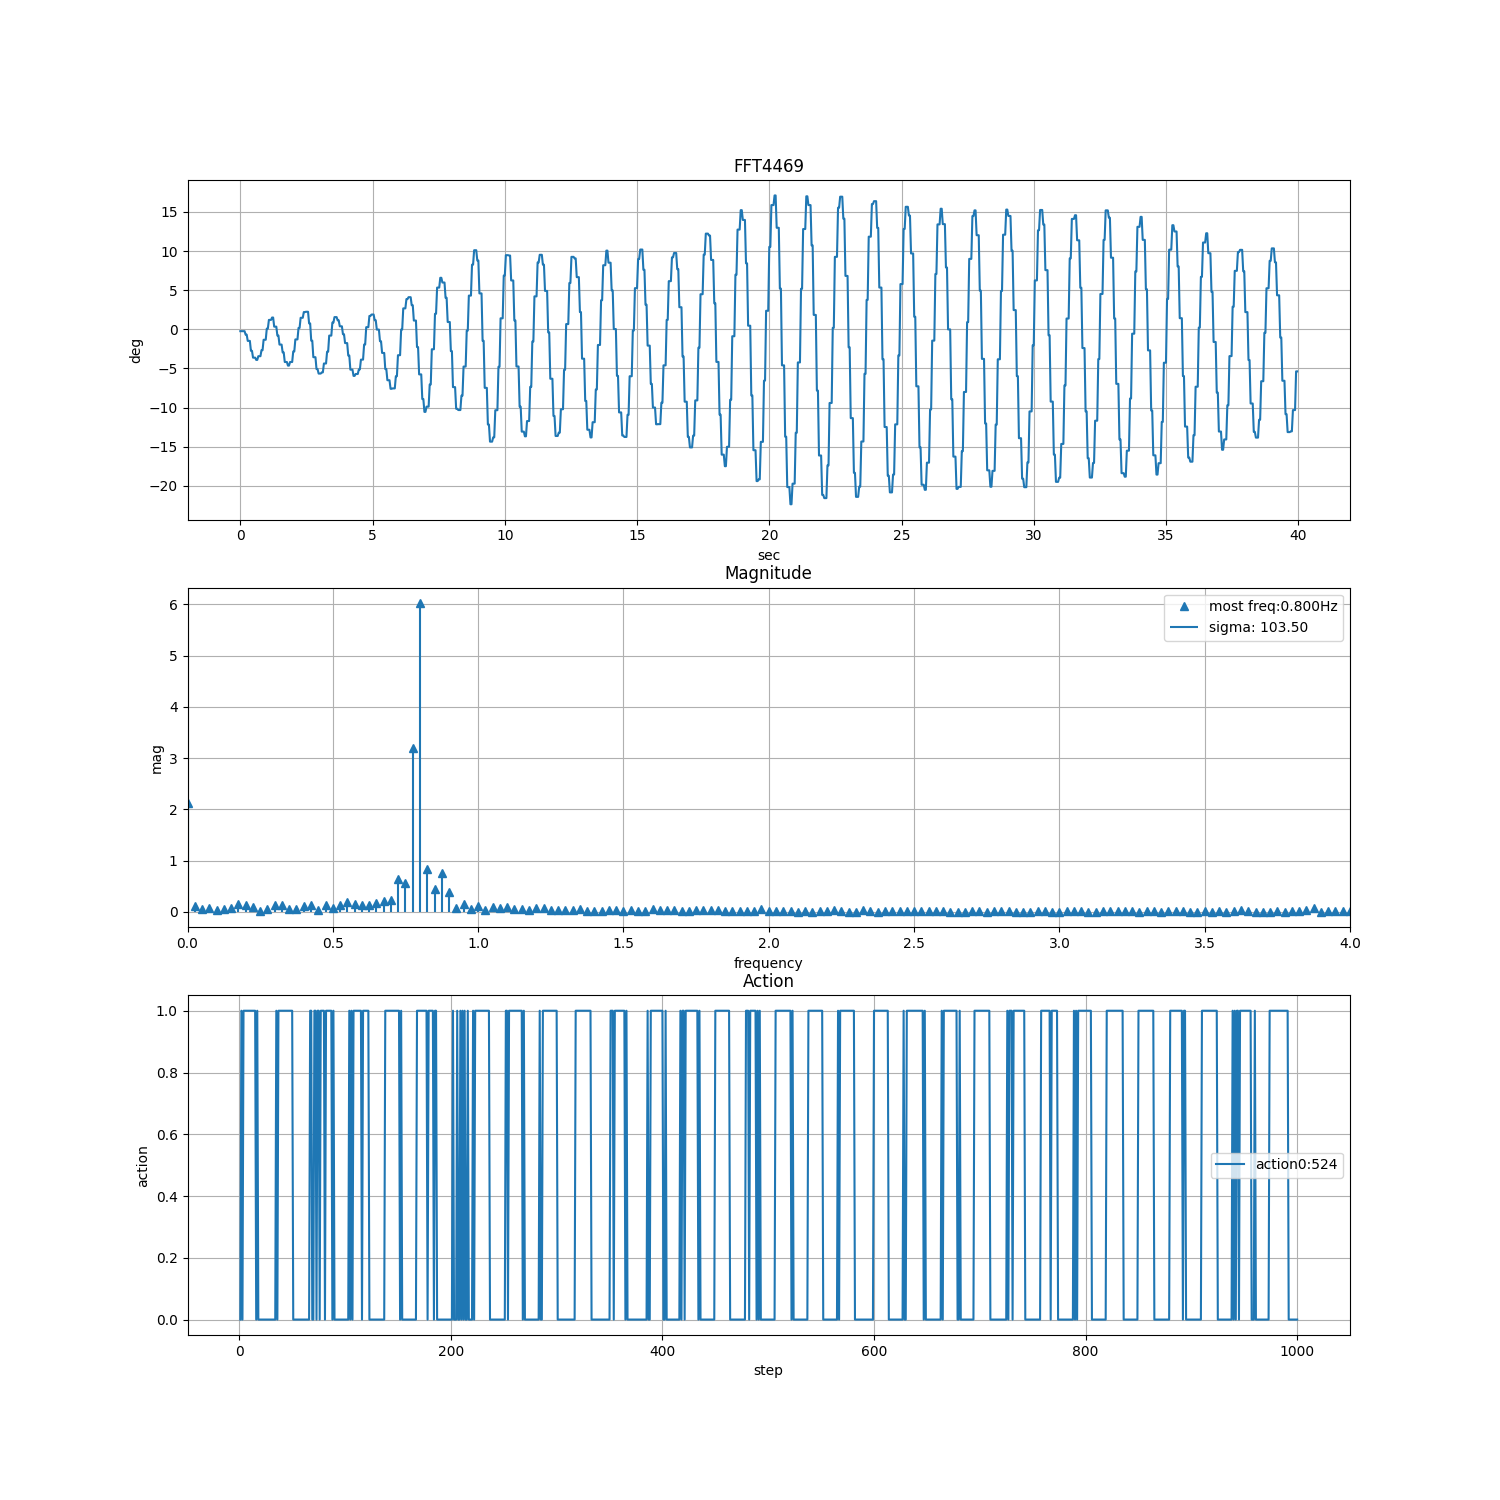 FFT4469
15
10
5
0
−5
−10
−15
−20
deg
0 5 10 15 20 25 30 35 40
sec
Magnitude
6
5
4
3
2
1
0
mag
most freq:0.800Hz
sigma: 103.50
0.0 0.5 1.0 1.5 2.0 2.5 3.0 3.5 4.0
frequency
Action
1.0
0.8
0.6
0.4
0.2
0.0
action
action0:524
0 200 400 600 800 1000
step